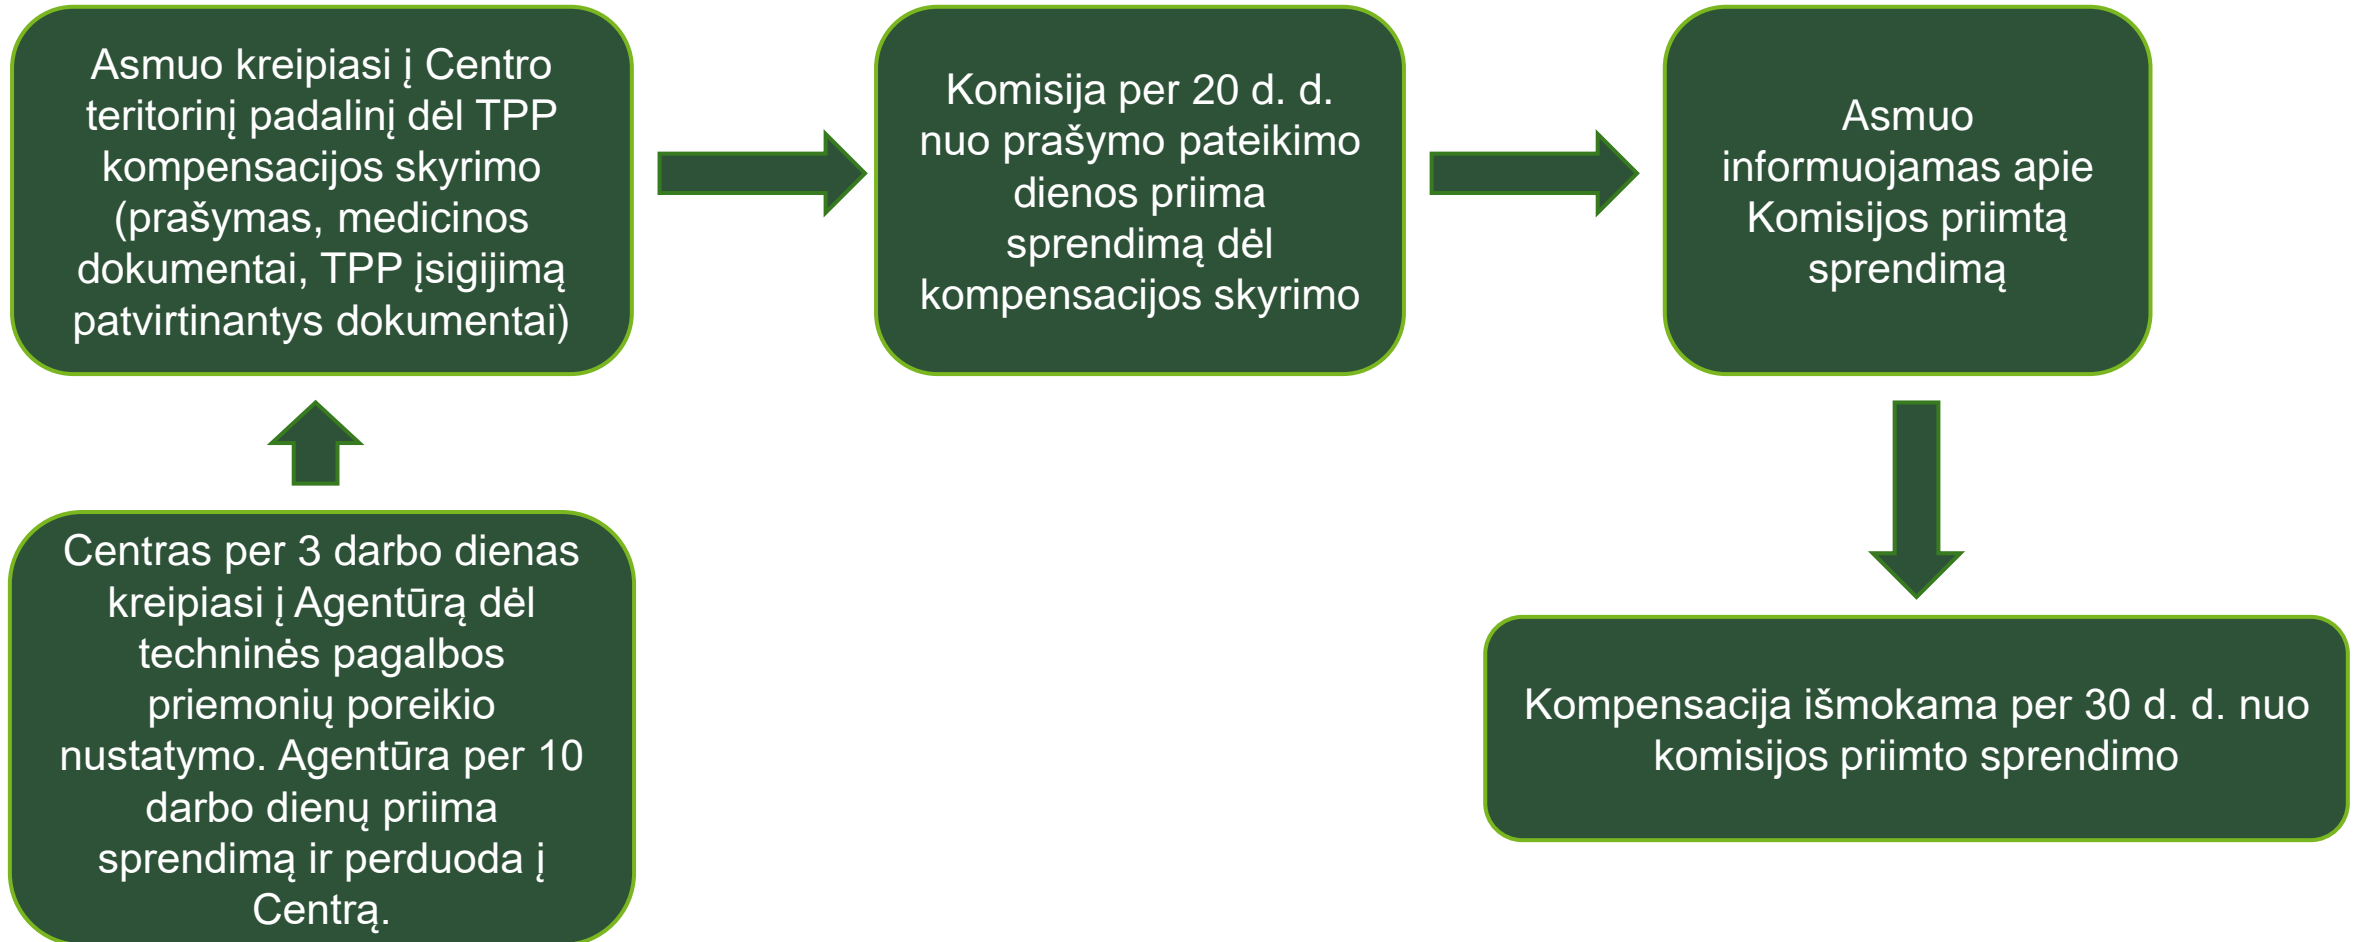 Asmuo kreipiasi į Centro
teritorinį padalinį dėl TPP
kompensacijos skyrimo
(prašymas, medicinos
dokumentai, TPP įsigijimą
patvirtinantys dokumentai)
Komisija per 20 d. d.
nuo prašymo pateikimo
dienos priima
sprendimą dėl
kompensacijos skyrimo
Asmuo
informuojamas apie
Komisijos priimtą
sprendimą
Centras per 3 darbo dienas
kreipiasi į Agentūrą dėl
techninės pagalbos
priemonių poreikio
nustatymo. Agentūra per 10
darbo dienų priima
sprendimą ir perduoda į
Centrą.
Kompensacija išmokama per 30 d. d. nuo
komisijos priimto sprendimo